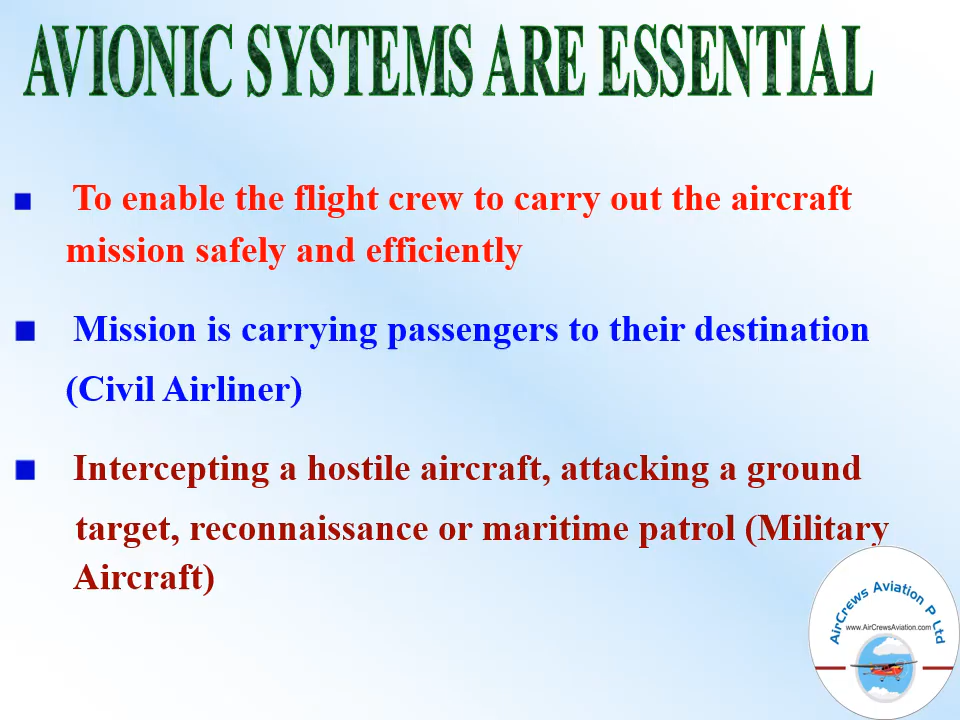 AVIONIC SYSTEMS ARE ESSENTIAL
To enable the flight crew to carry out the aircraft
mission safely and efficiently
Mission is carrying passengers to their destination
(Civil Airliner)
Intercepting a hostile aircraft, attacking a ground
target, reconnaissance or maritime patrol (Military
Aircraft)
AirCrews Aviation P Ltd
www.AirCrewsAviation.com